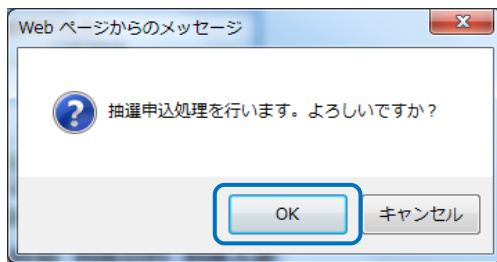 Web ページからのメッセージ
抽選申込処理を行います。よろしいですか？
OK
キャンセル